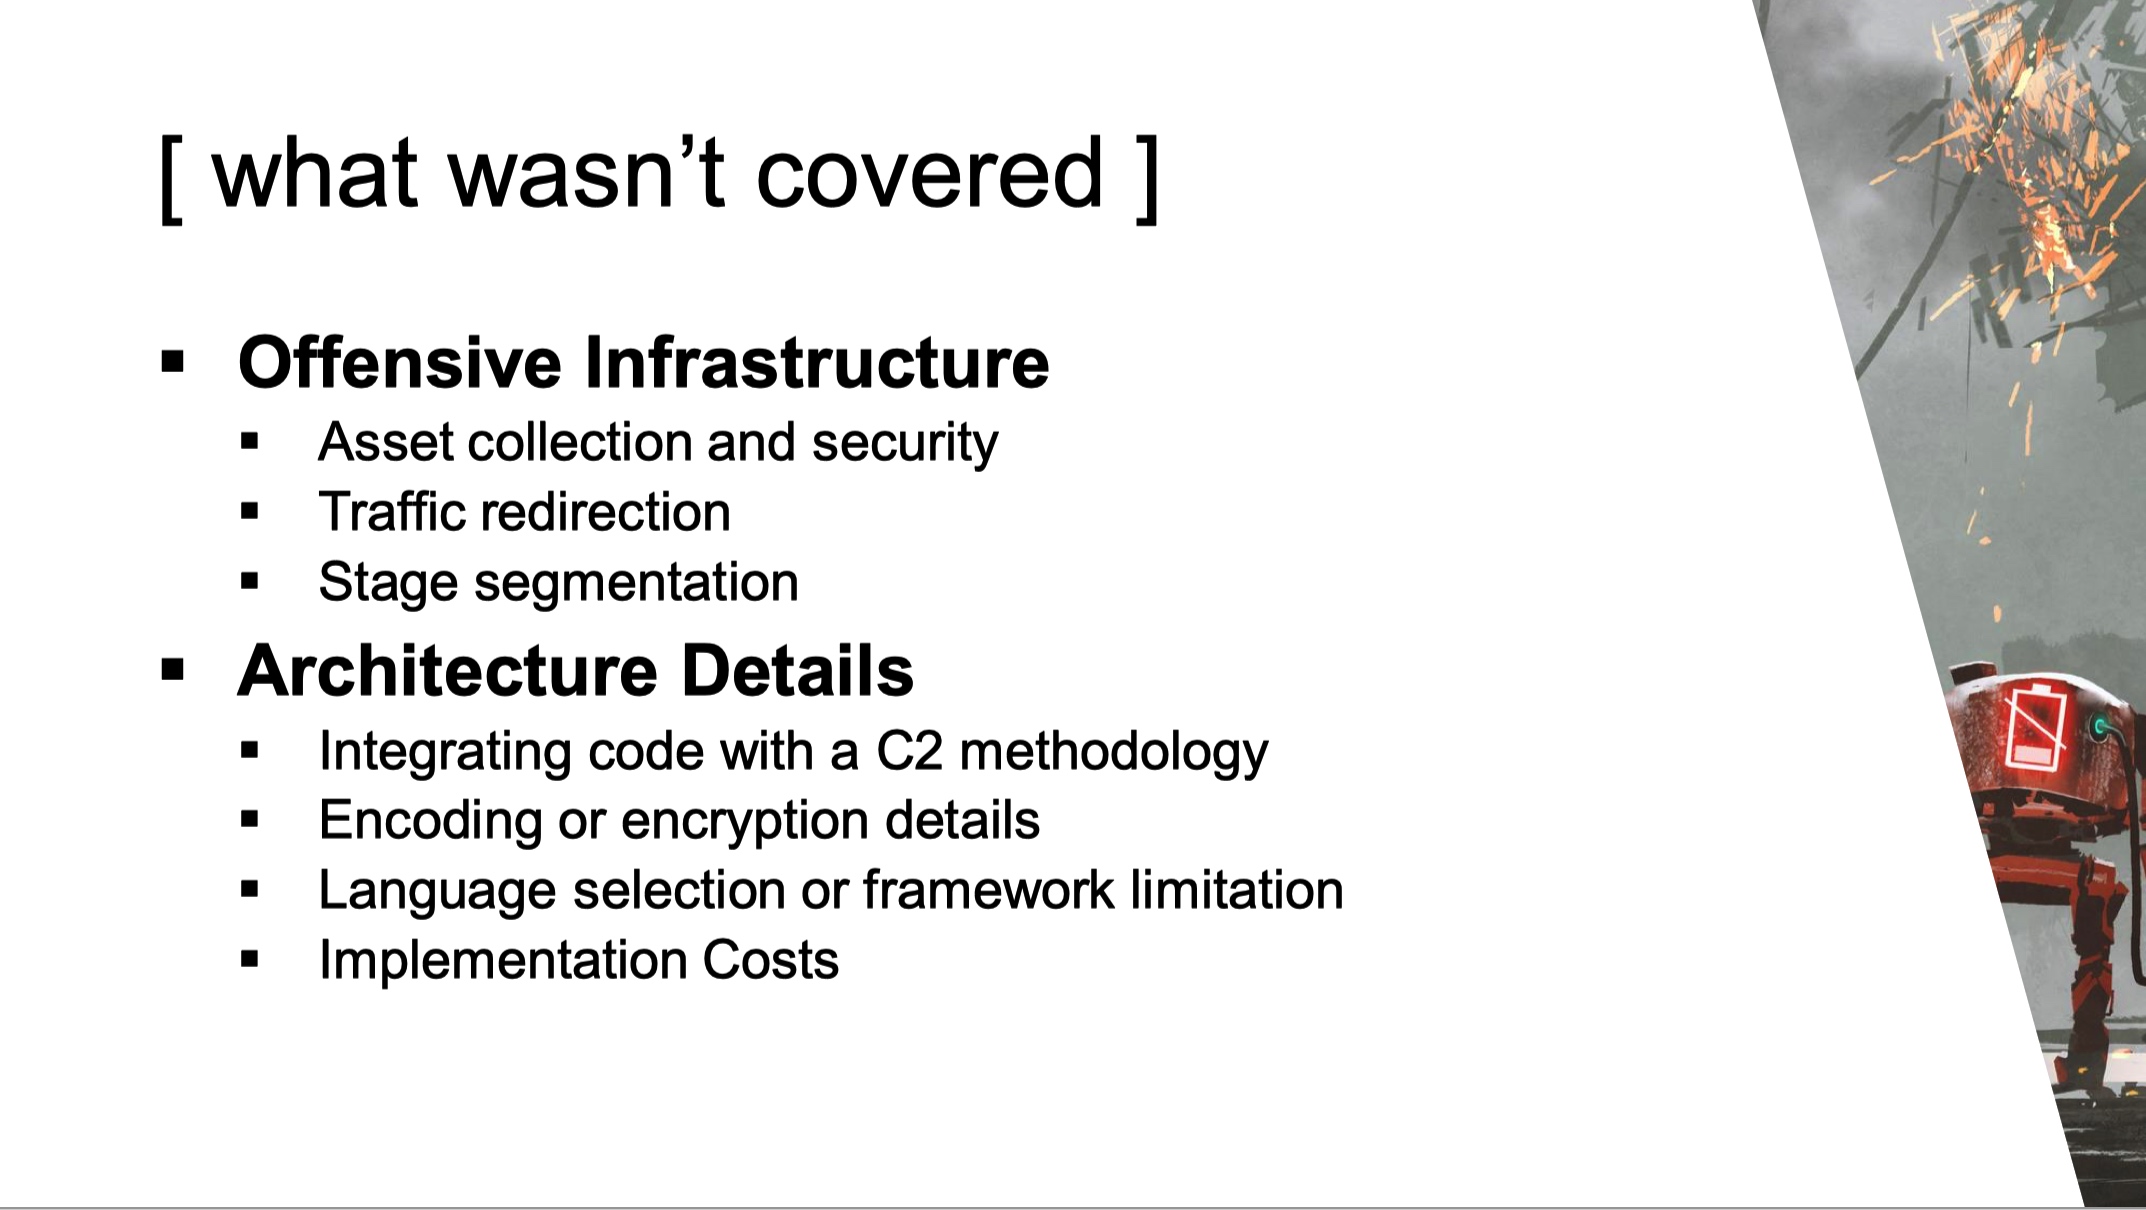 [ what wasn’t covered ]
▪ Offensive Infrastructure
▪ Asset collection and security
▪ Traffic redirection
▪ Stage segmentation
▪ Architecture Details
▪ Integrating code with a C2 methodology
▪ Encoding or encryption details
▪ Language selection or framework limitation
▪ Implementation Costs